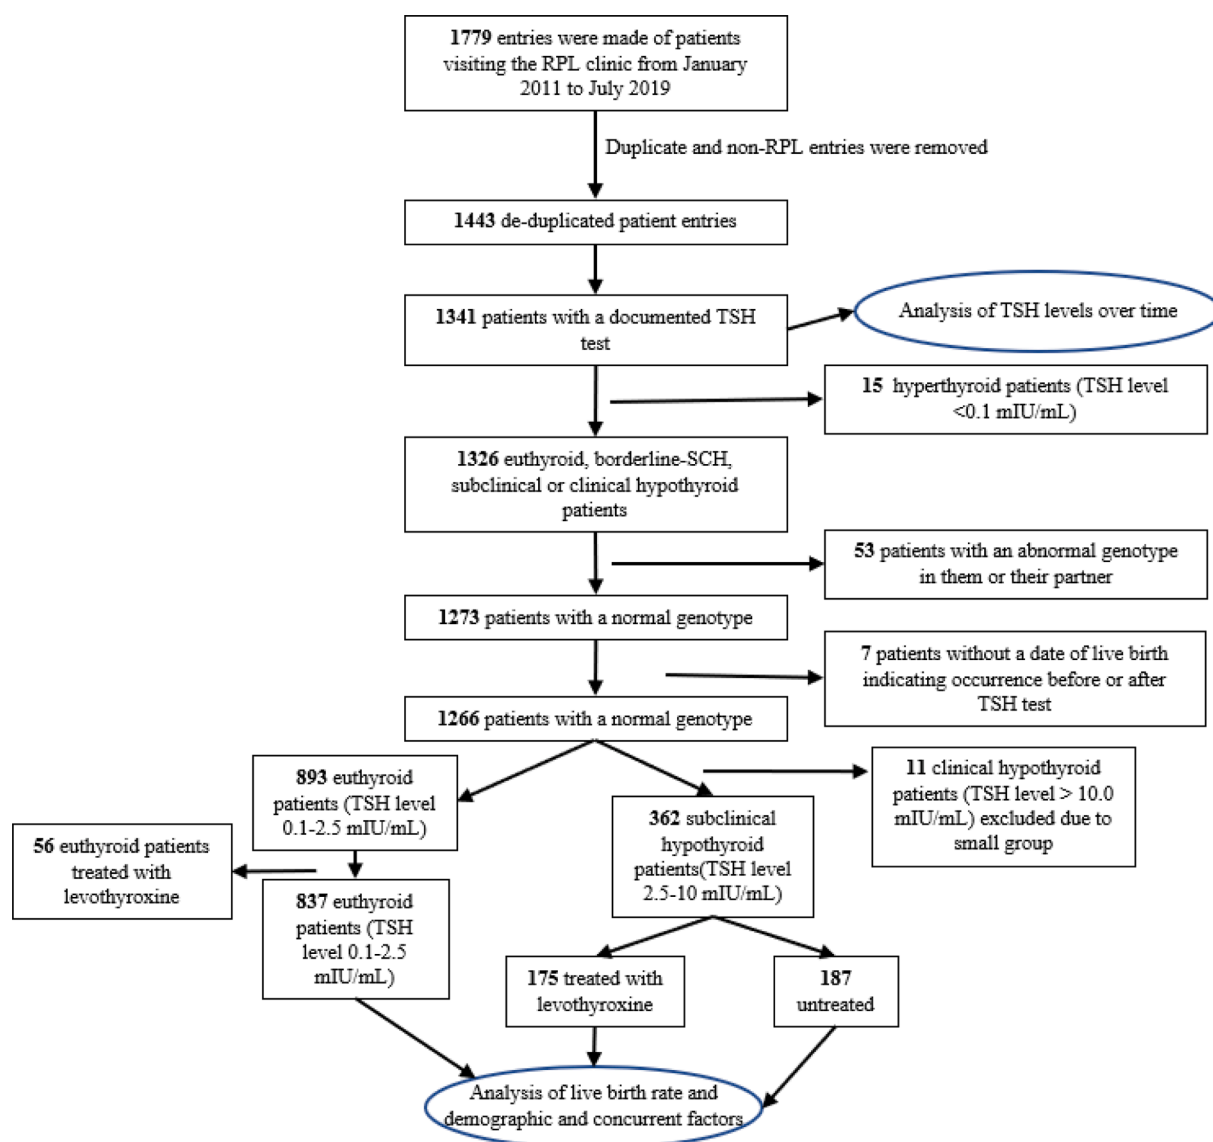 1779 entries were made of patients
visiting the RPL clinic from January
2011 to July 2019
Duplicate and non-RPL entries were removed
1443 de-duplicated patient entries
1341 patients with a documented TSH
test
Analysis of TSH levels over time
15 hyperthyroid patients (TSH level
<0.1 mIU/mL)
1326 euthyroid, borderline-SCH,
subclinical or clinical hypothyroid
patients
53 patients with an abnormal genotype
in them or their partner
1273 patients with a normal genotype
7 patients without a date of live birth
indicating occurrence before or after
TSH test
1266 patients with a normal genotype
893 euthyroid
patients (TSH level
0.1-2.5 mIU/mL)
11 clinical hypothyroid
patients (TSH level > 10.0
mIU/mL) excluded due to
small group
362 subclinical
hypothyroid
patients(TSH level
2.5-10 mIU/mL)
56 euthyroid patients
treated with
levothyroxine
837 euthyroid
patients (TSH
level 0.1-2.5
mIU/mL)
175 treated with
levothyroxine
187
untreated
Analysis of live birth rate and
demographic and concurrent factors